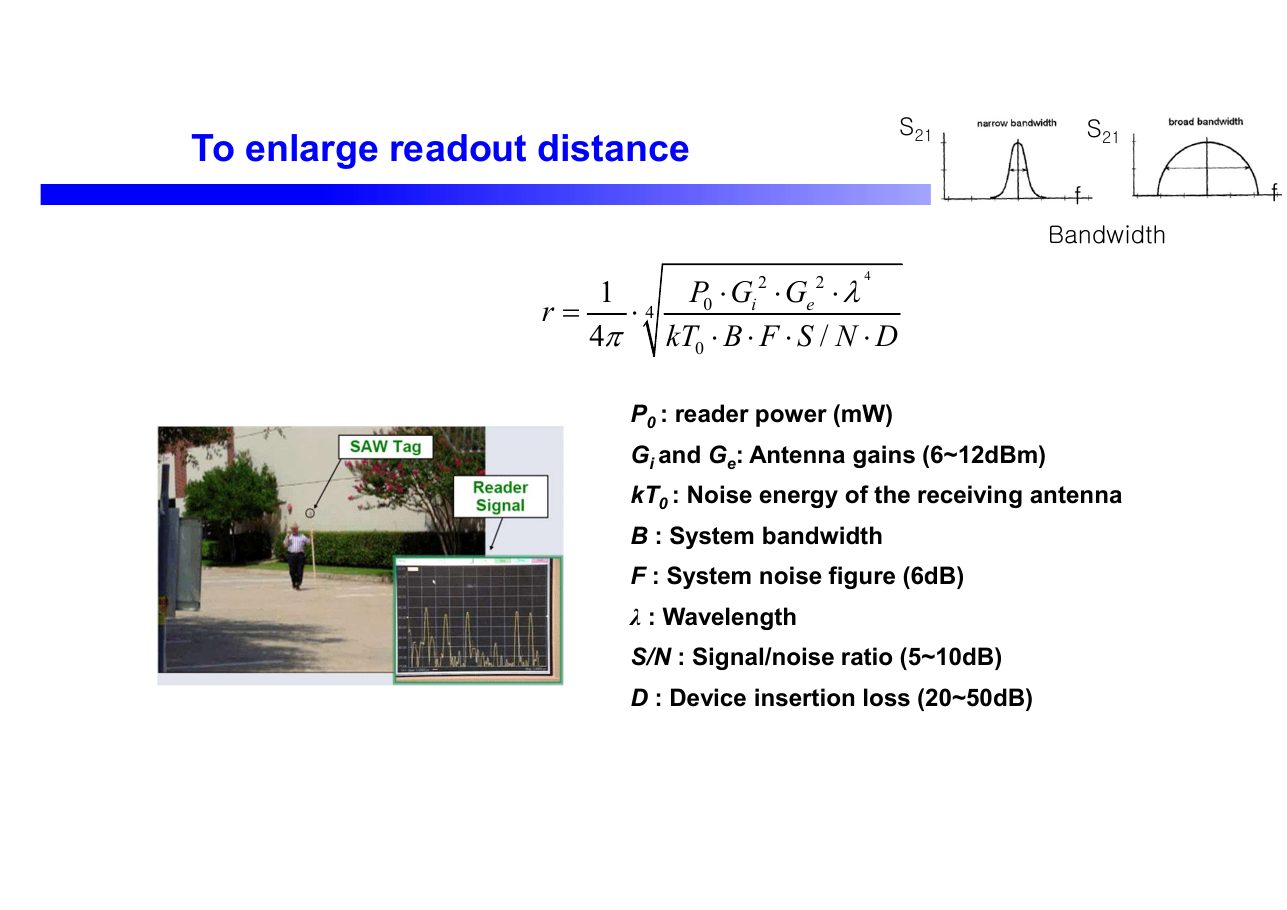 To enlarge readout distance
S21
narrow bandwidth
f
S21
broad bandwidth
f
Bandwidth
r = 1/4π · ⁴√(P₀ · Gᵢ² · Gₑ² · λ⁴ / kT₀ · B · F · S / N · D)
SAW Tag
Reader
Signal
P0 : reader power (mW)
Gi and Ge: Antenna gains (6~12dBm)
kT0 : Noise energy of the receiving antenna
B : System bandwidth
F : System noise figure (6dB)
λ : Wavelength
S/N : Signal/noise ratio (5~10dB)
D : Device insertion loss (20~50dB)